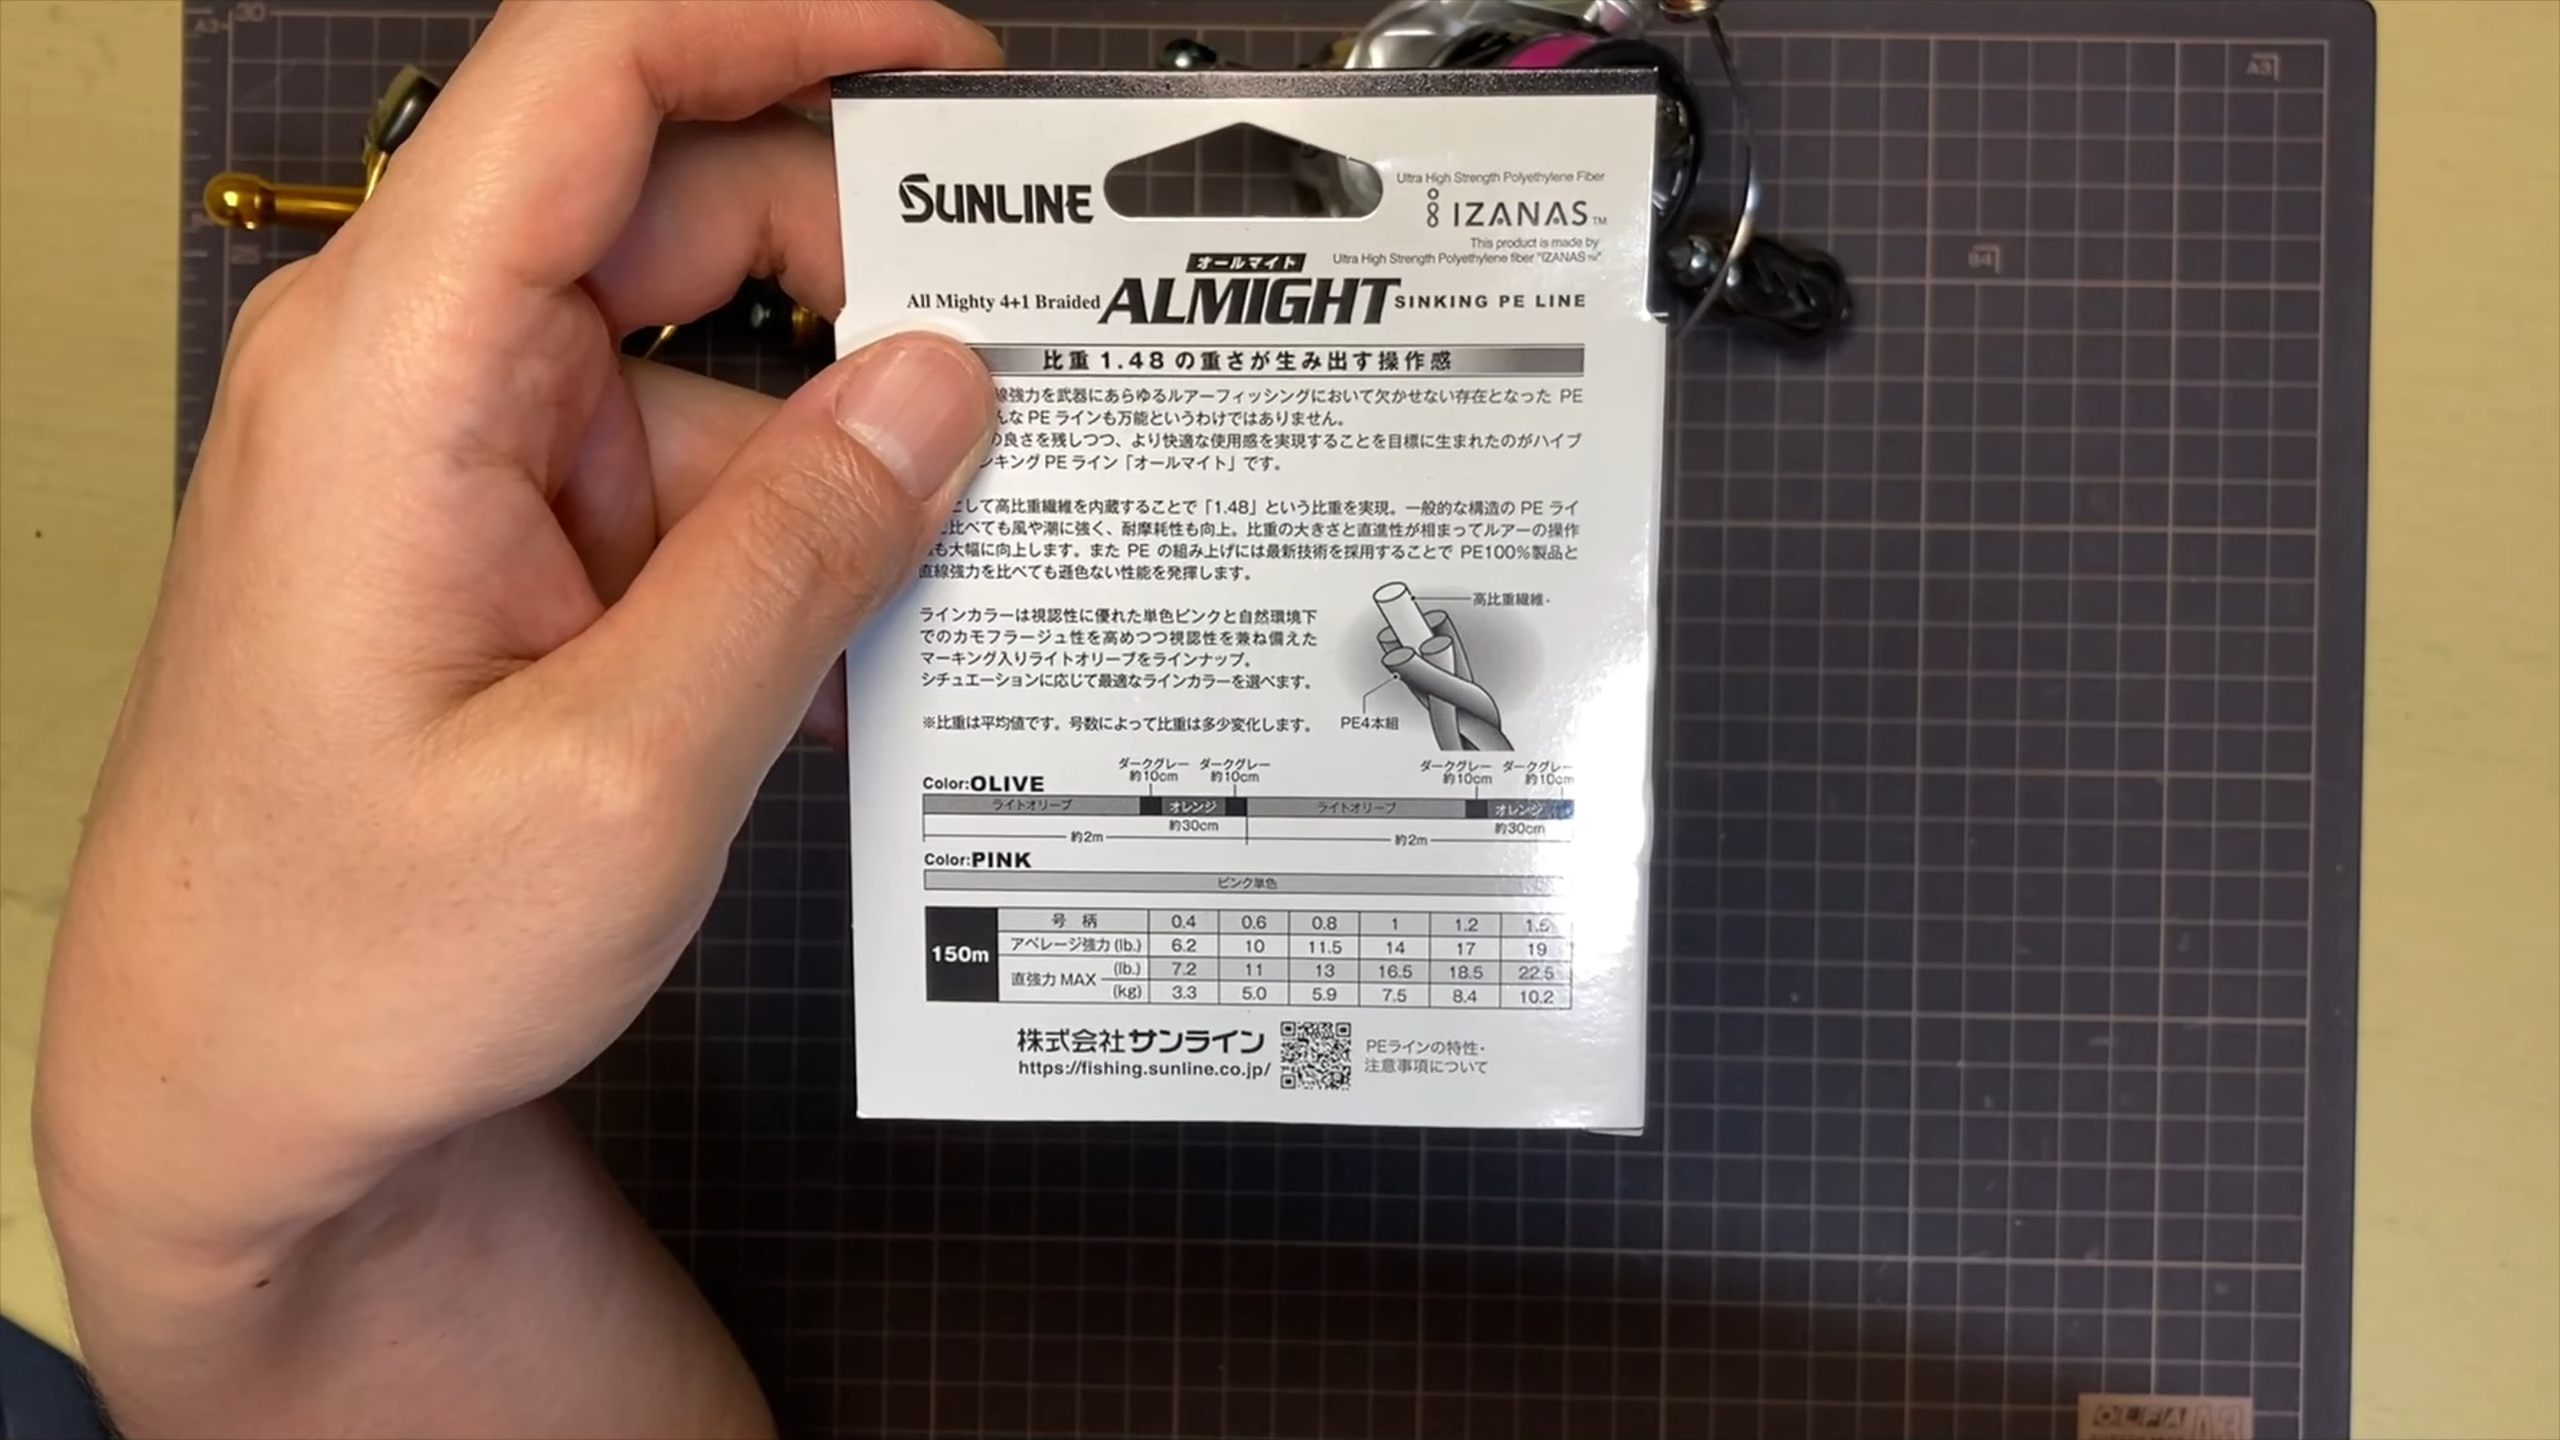 30
A3
A3
25
B4
SUNLINE
Ultra High Strength Polyethylene Fiber
IZANAS™
This product is made by
Ultra High Strength Polyethylene fiber "IZANAS™"
オールマイト
All Mighty 4+1 Braided ALMIGHT SINKING PE LINE
比重1.48の重さが生み出す操作感
線強力を武器にあらゆるルアーフィッシングにおいて欠かせない存在となった PE
んな PE ラインも万能というわけではありません。
の良さを残しつつ、より快適な使用感を実現することを目標に生まれたのがハイブ
ンキング PE ライン「オールマイト」です。
として高比重繊維を内蔵することで「1.48」という比重を実現。一般的な構造の PE ライ
比べても風や潮に強く、耐摩耗性も向上。比重の大きさと直進性が相まってルアーの操作
も大幅に向上します。また PE の組み上げには最新技術を採用することで PE100%製品と
直線強力を比べても遜色ない性能を発揮します。
ラインカラーは視認性に優れた単色ピンクと自然環境下
でのカモフラージュ性を高めつつ視認性を兼ね備えた
マーキング入りライトオリーブをラインナップ。
シチュエーションに応じて最適なラインカラーを選べます。
※比重は平均値です。号数によって比重は多少変化します。
高比重繊維
PE4本組
ダークグレー ダークグレー ダークグレー ダークグレー
約10cm 約10cm 約10cm 約10cm
Color:OLIVE
ライトオリーブ オレンジ ライトオリーブ オレンジ
約30cm 約30cm
約2m 約2m
Color:PINK
ピンク単色
150m
号 柄 0.4 0.6 0.8 1 1.2 1.5
アベレージ強力 (lb.) 6.2 10 11.5 14 17 19
直強力 MAX (lb.) 7.2 11 13 16.5 18.5 22.5
(kg) 3.3 5.0 5.9 7.5 8.4 10.2
株式会社サンライン
https://fishing.sunline.co.jp/
PEラインの特性・
注意事項について
OLFA A3